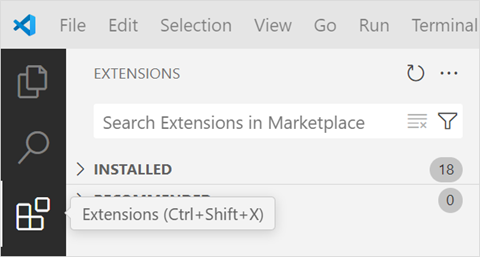 File Edit Selection View Go Run Terminal
EXTENSIONS
Search Extensions in Marketplace
INSTALLED 18
RECOMMENDED 0
Extensions (Ctrl+Shift+X)